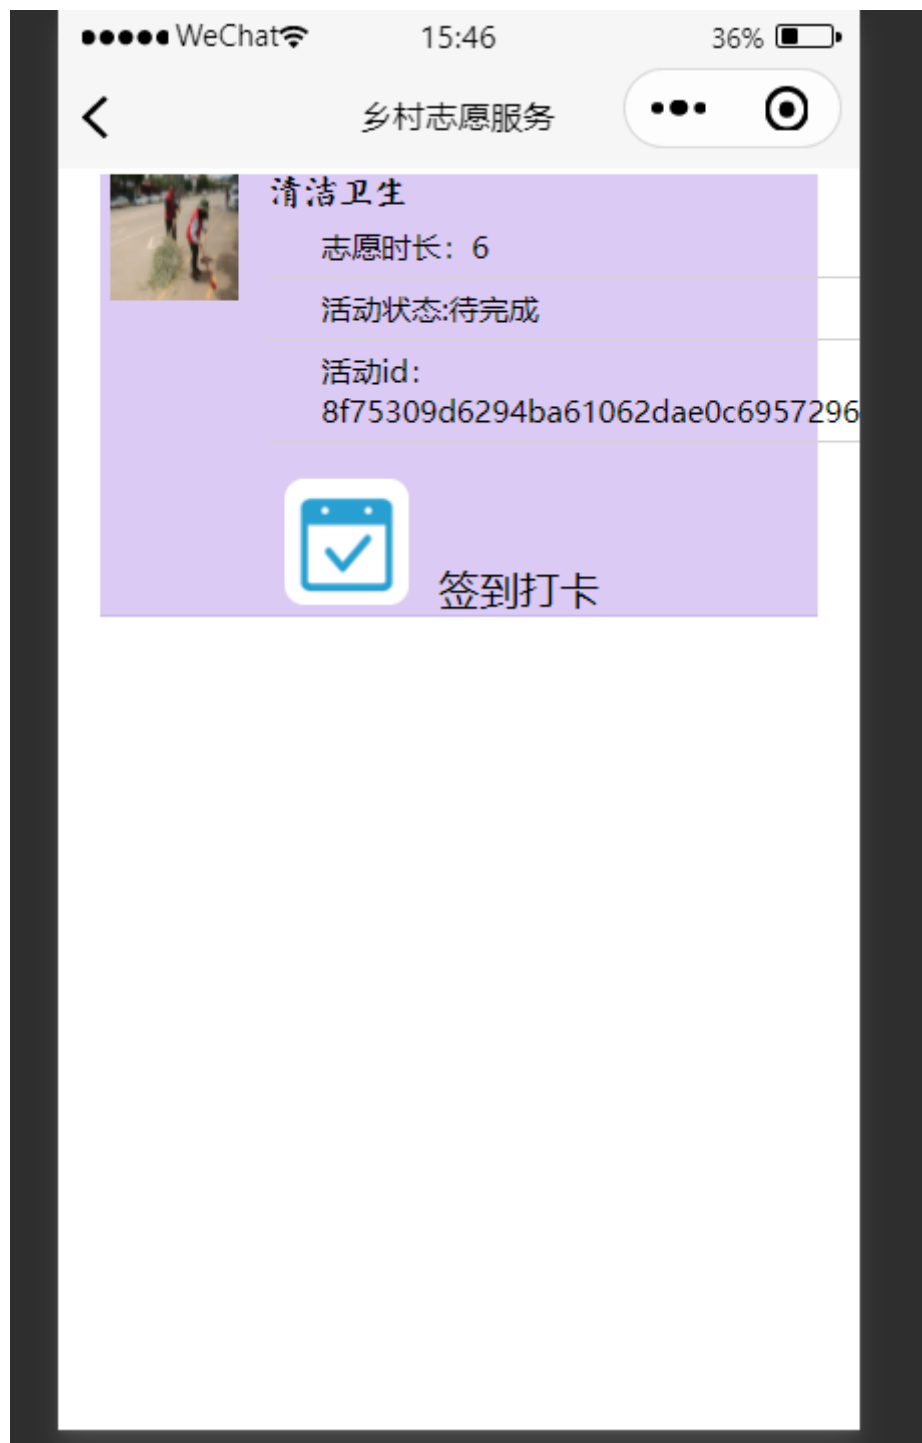 WeChat 15:46 36%
乡村志愿服务
清洁卫生
志愿时长：6
活动状态:待完成
活动id：
8f75309d6294ba61062dae0c6957296
签到打卡